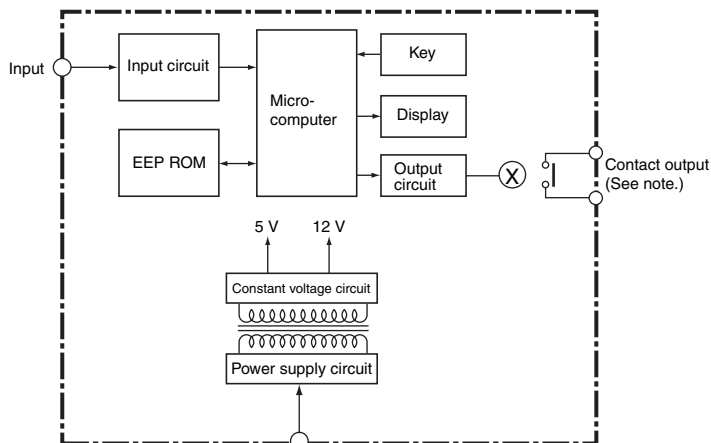 Input
Input circuit
Micro-
computer
Key
Display
EEP ROM
Output
circuit
X
Contact output
(See note.)
5 V
12 V
Constant voltage circuit
Power supply circuit